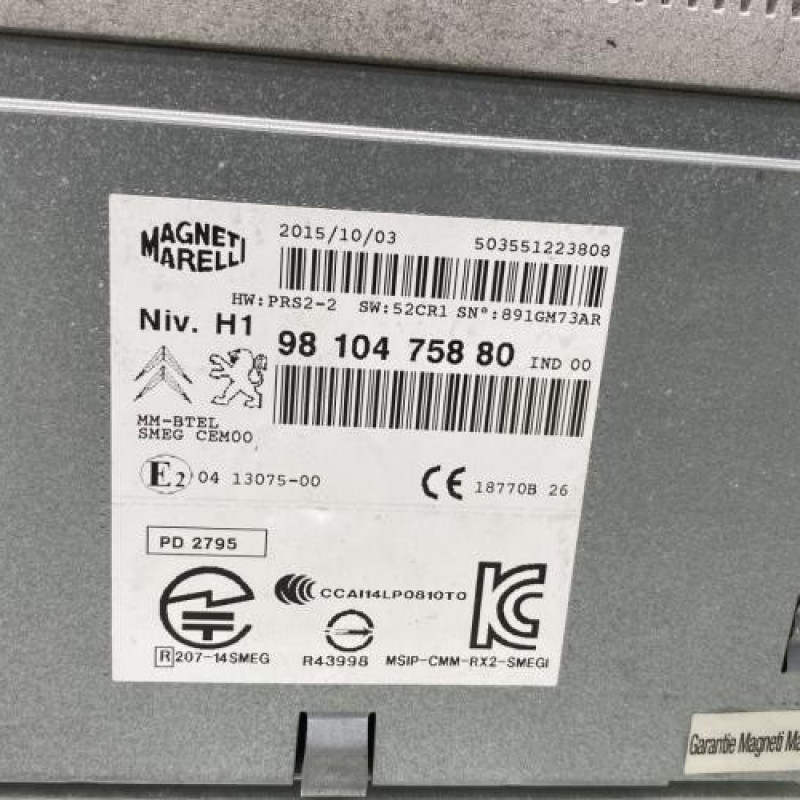 MAGNETI
MARELLI
2015/10/03
503551223808
HW:PRS2-2 SW:52CR1 SN°:891GM73AR
Niv. H1
98 104 758 80 IND 00
MM-BTEL
SMEG CEM00
E2 04 13075-00
CE 18770B 26
PD 2795
CCAI14LP0810T0
R 207-14SMEG
R43998
MSIP-CMM-RX2-SMEGI
Garantie Magneti Ma